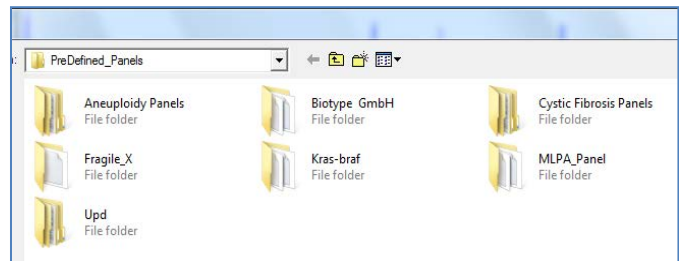 PreDefined_Panels
Aneuploidy Panels
File folder
Biotype GmbH
File folder
Cystic Fibrosis Panels
File folder
Fragile_X
File folder
Kras-braf
File folder
MLPA_Panel
File folder
Upd
File folder